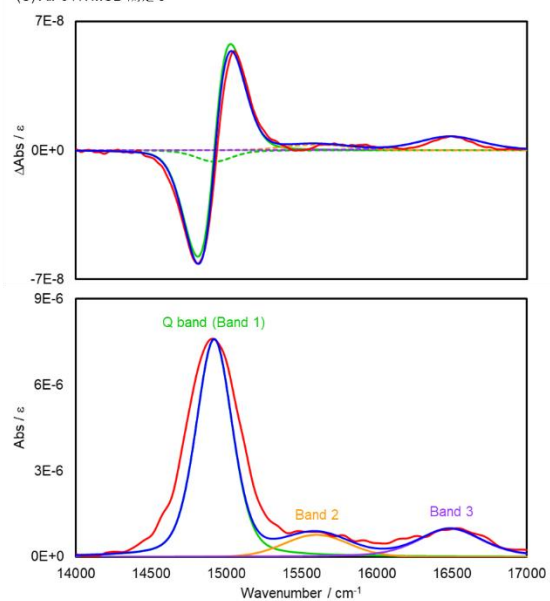 7E-8
ΔAbs / ε
0E+0
-7E-8
9E-6
Q band (Band 1)
6E-6
Abs / ε
3E-6
Band 2
Band 3
0E+0
14000 14500 15000 15500 16000 16500 17000
Wavenumber / cm⁻¹